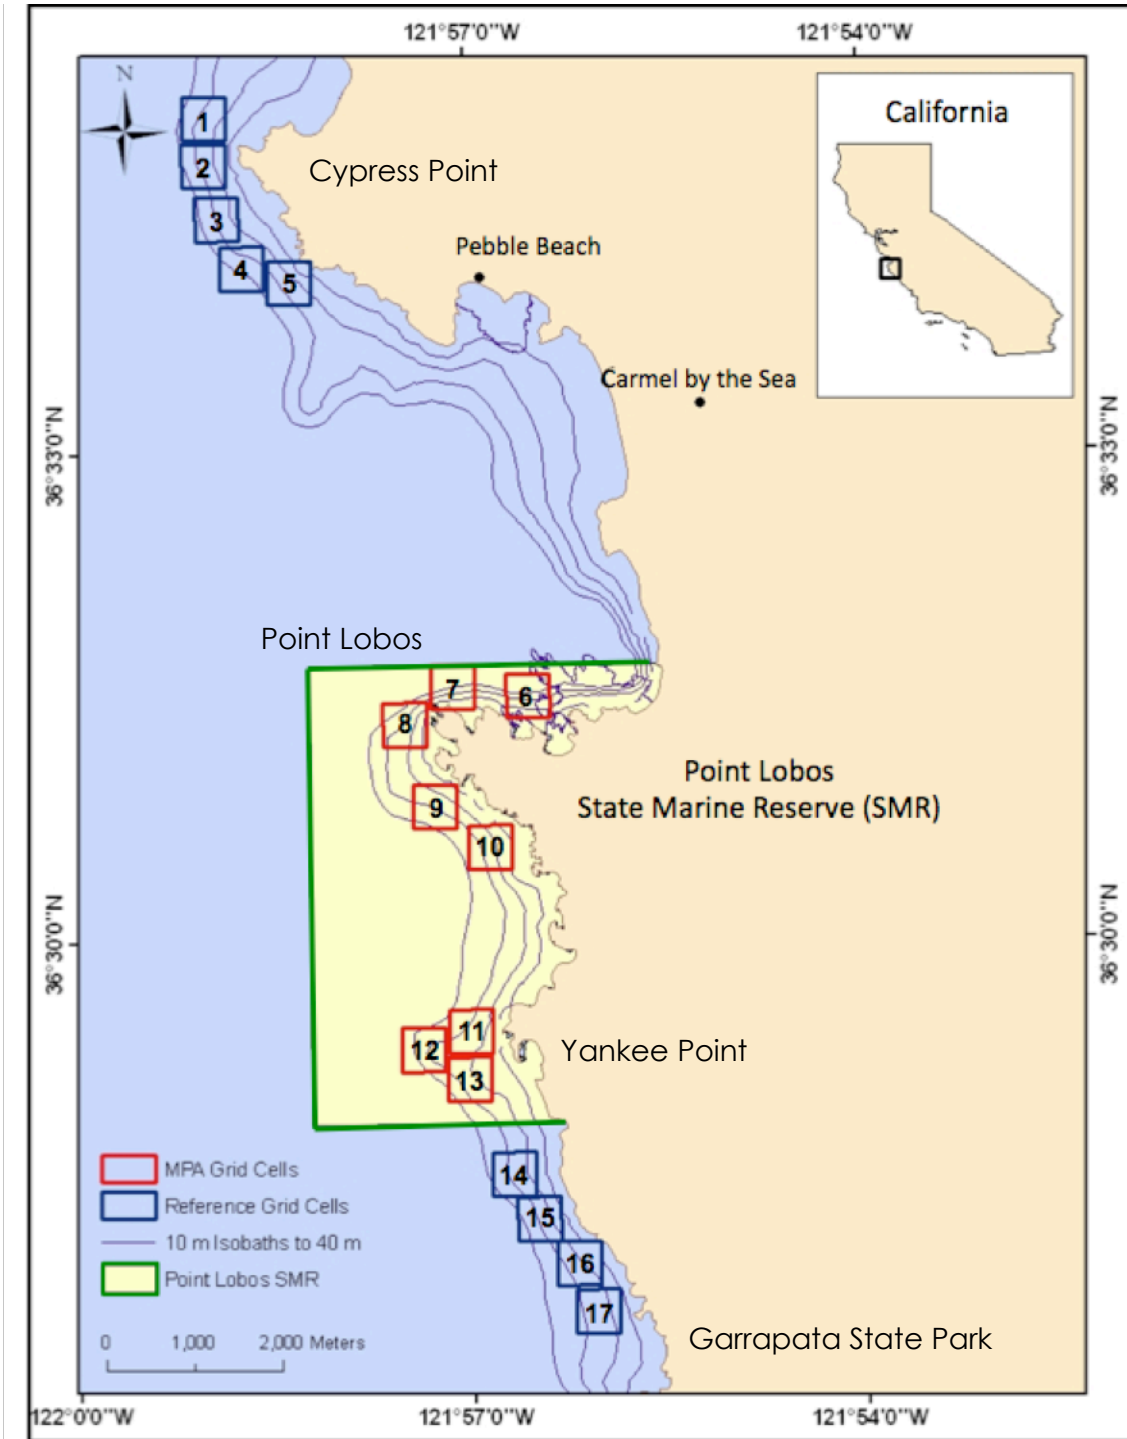 121°57'0"W
121°54'0"W
N
California
1
2
Cypress Point
3
Pebble Beach
4
5
Carmel by the Sea
36°33'0"N
36°33'0"N
Point Lobos
7
6
8
Point Lobos
State Marine Reserve (SMR)
9
10
36°30'0"N
36°30'0"N
11
12
Yankee Point
13
MPA Grid Cells
14
Reference Grid Cells
15
10 m Isobaths to 40 m
16
Point Lobos SMR
17
0 1,000 2,000 Meters
Garrapata State Park
122°0'0"W
121°57'0"W
121°54'0"W